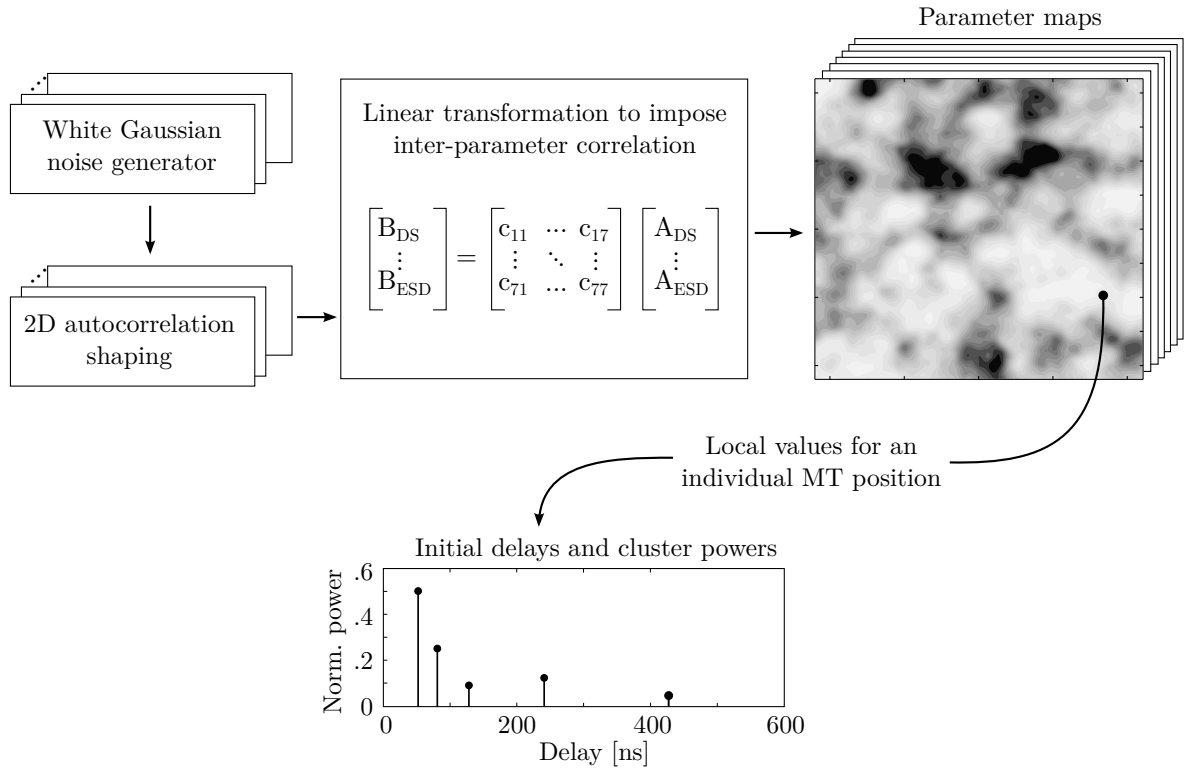 Parameter maps
White Gaussian
noise generator
Linear transformation to impose
inter-parameter correlation
B_DS
⋮
B_ESD
=
c_11 ... c_17
⋮ ⋱ ⋮
c_71 ... c_77
A_DS
⋮
A_ESD
2D autocorrelation
shaping
Local values for an
individual MT position
Initial delays and cluster powers
Norm. power
.6
.4
.2
0
0 200 400 600
Delay [ns]